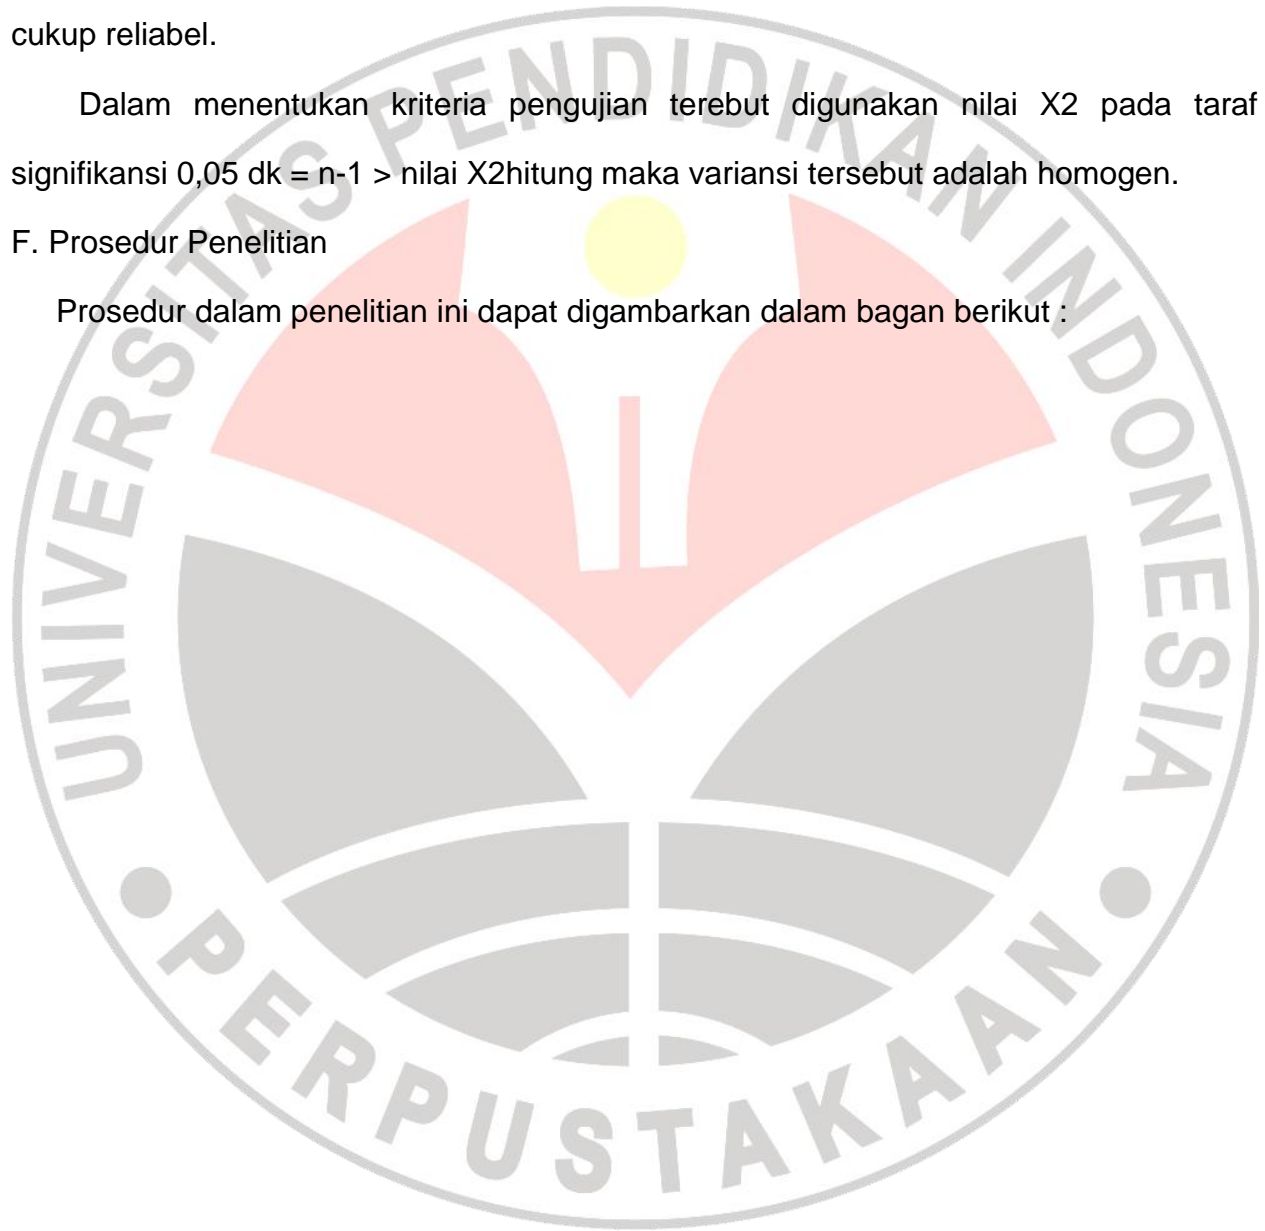 cukup reliabel.
Dalam menentukan kriteria pengujian terebut digunakan nilai X2 pada taraf
signifikansi 0,05 dk = n-1 > nilai X2hitung maka variansi tersebut adalah homogen.
F. Prosedur Penelitian
Prosedur dalam penelitian ini dapat digambarkan dalam bagan berikut :
UNIVERSITAS PENDIDIKAN INDONESIA
PERPUSTAKAAN